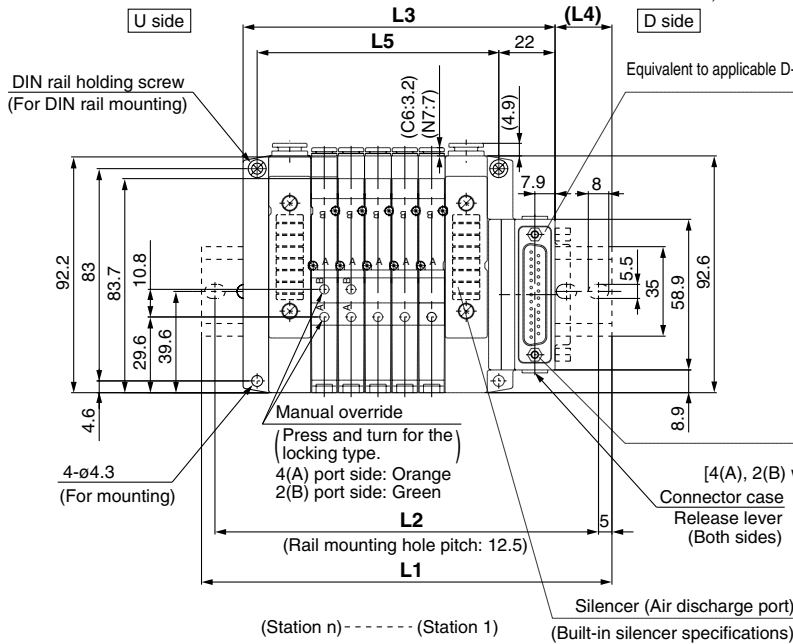 L3
(L4)
U side
D side
L5
22
Equivalent to applicable D-
DIN rail holding screw
(For DIN rail mounting)
(C6:3.2)
(N7:7)
(4.9)
7.9
8
92.2
83
83.7
10.8
29.6
39.6
4.6
B B B B B
A A A A A
B B
A A
5.5
35
58.9
92.6
8.9
Manual override
(Press and turn for the
locking type.)
4(A) port side: Orange
2(B) port side: Green
4-ø4.3
(For mounting)
[4(A), 2(B)
Connector case
Release lever
(Both sides)
L2
5
(Rail mounting hole pitch: 12.5)
L1
Silencer (Air discharge port)
(Built-in silencer specifications)
(Station n)------- (Station 1)